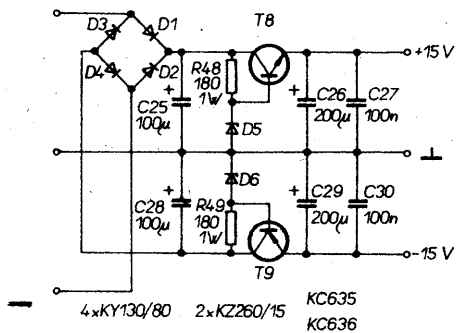 D3
D1
T8
D4
D2
+15 V
R48
180
1W
+
C25
100µ
D5
+
C26
200µ
C27
100n
⊥
D6
+
C28
100µ
R49
180
1W
+
C29
200µ
C30
100n
T9
-15 V
4×KY130/80
2×KZ260/15
KC635
KC636